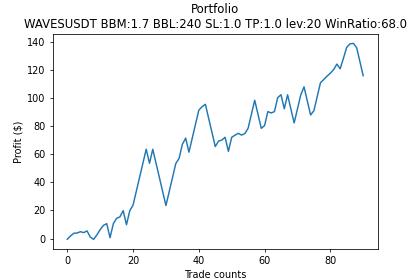 Portfolio
WAVESUSDT BBM:1.7 BBL:240 SL:1.0 TP:1.0 lev:20 WinRatio:68.0
140
120
100
80
60
40
20
0
Profit ($)
0 20 40 60 80
Trade counts